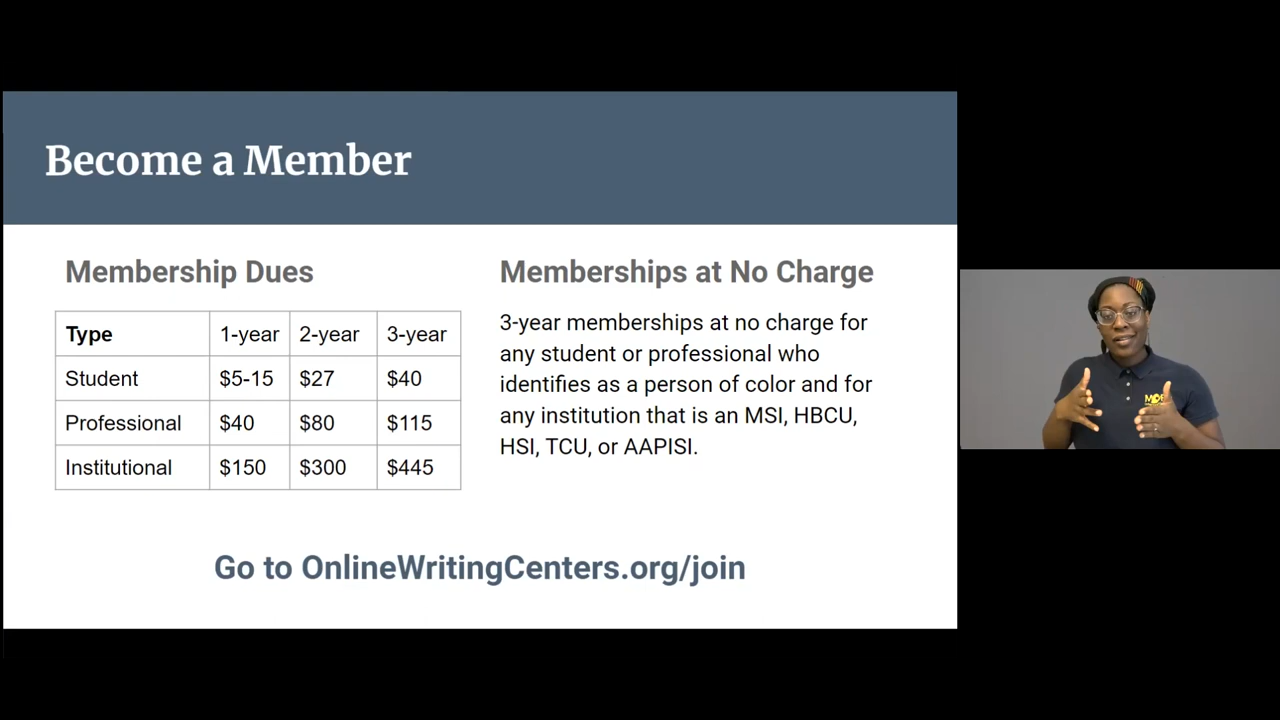 Become a Member
Membership Dues
Type 1-year 2-year 3-year
Student $5-15 $27 $40
Professional $40 $80 $115
Institutional $150 $300 $445
Memberships at No Charge
3-year memberships at no charge for
any student or professional who
identifies as a person of color and for
any institution that is an MSI, HBCU,
HSI, TCU, or AAPISI.
Go to OnlineWritingCenters.org/join